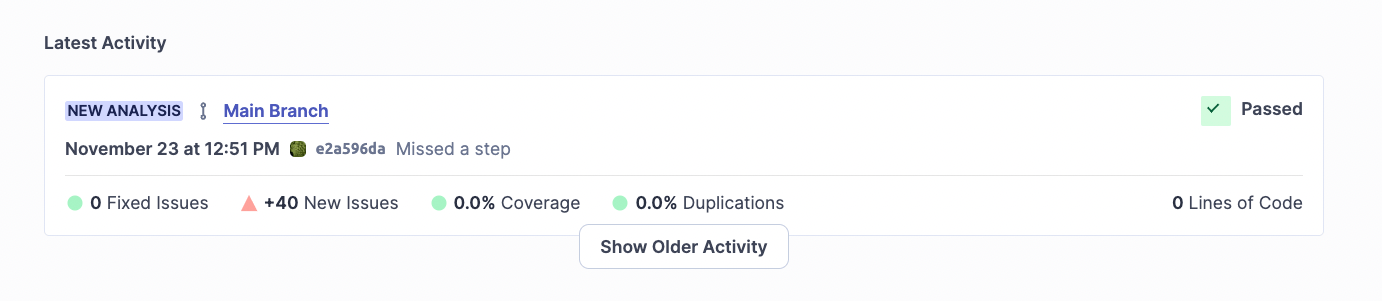 Latest Activity
NEW ANALYSIS Main Branch Passed
November 23 at 12:51 PM e2a596da Missed a step
0 Fixed Issues +40 New Issues 0.0% Coverage 0.0% Duplications 0 Lines of Code
Show Older Activity